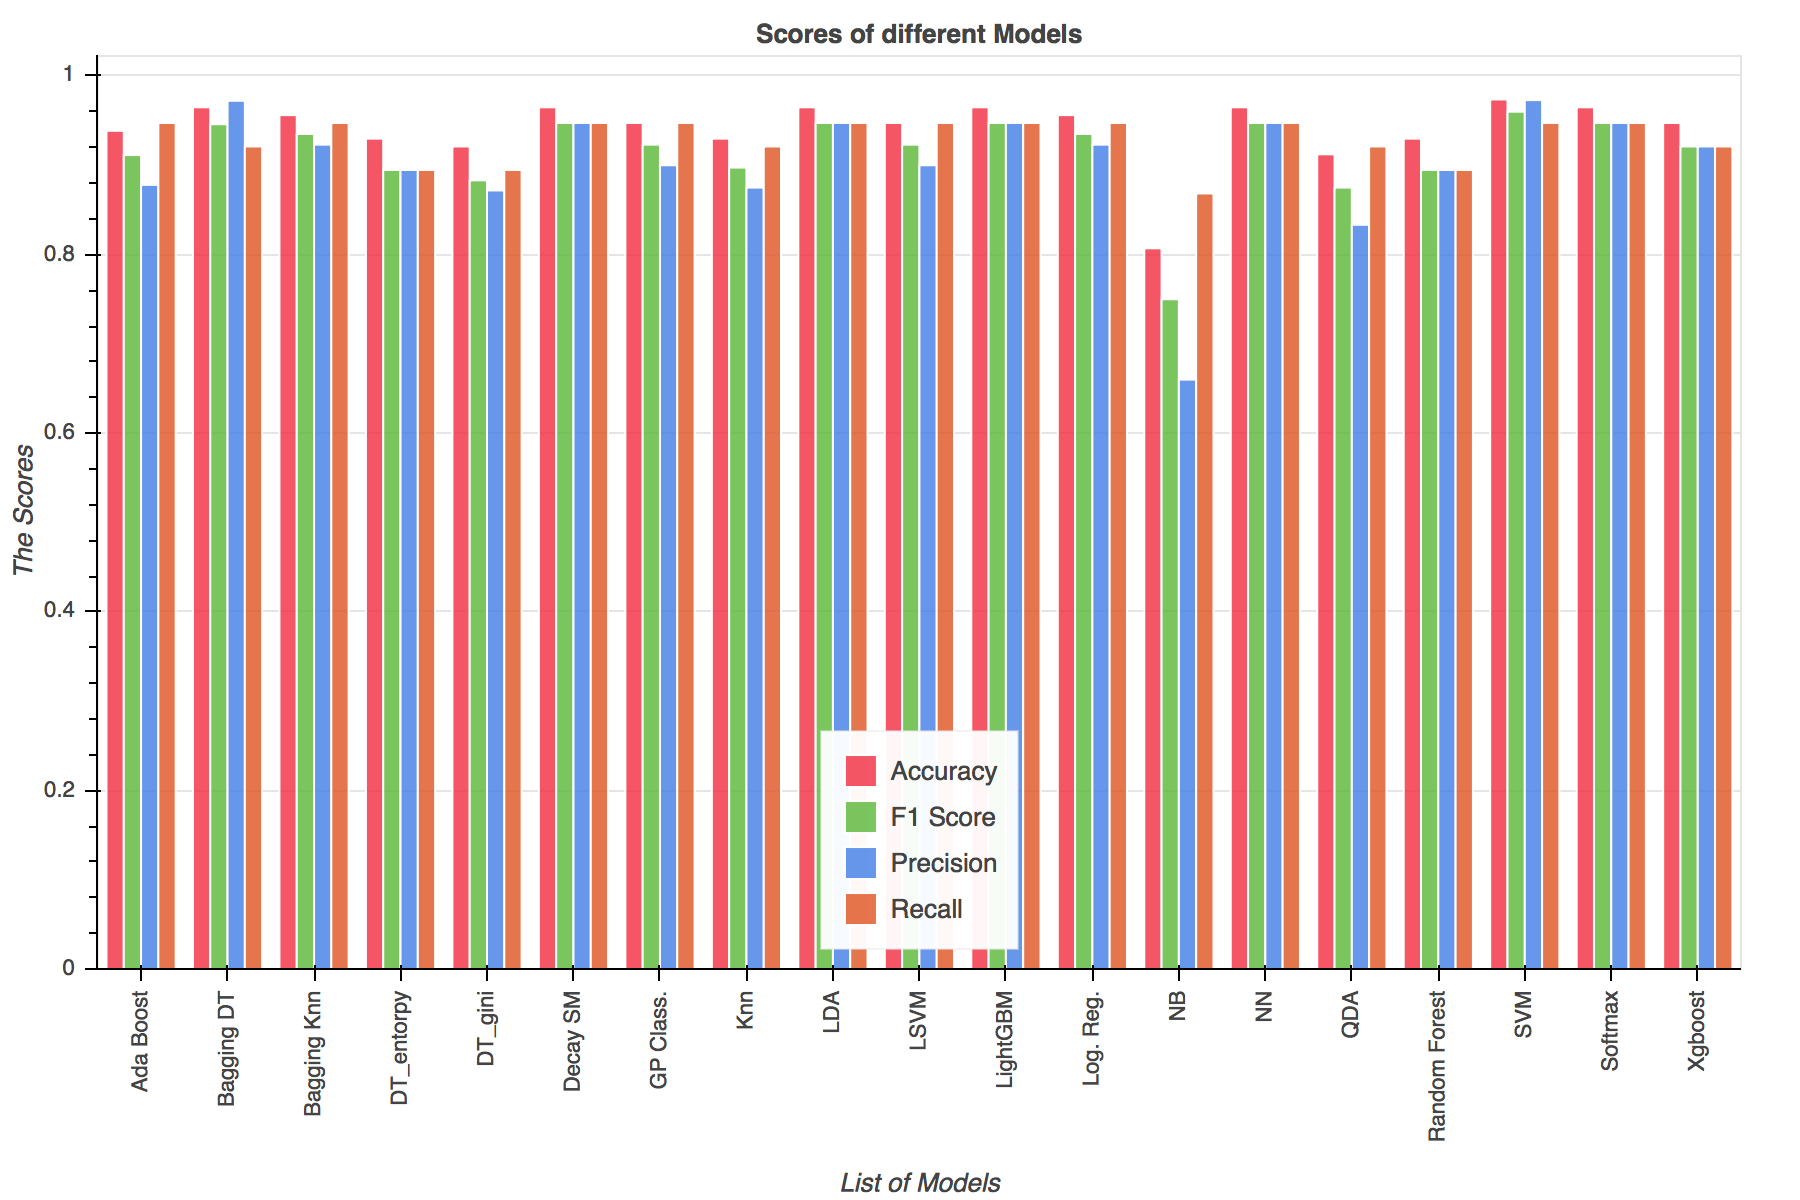 Scores of different Models
1
0.8
0.6
0.4
0.2
0
The Scores
Accuracy
F1 Score
Precision
Recall
Ada Boost
Bagging DT
Bagging Knn
DT_entorpy
DT_gini
Decay SM
GP Class.
Knn
LDA
LSVM
LightGBM
Log. Reg.
NB
NN
QDA
Random Forest
SVM
Softmax
Xgboost
List of Models